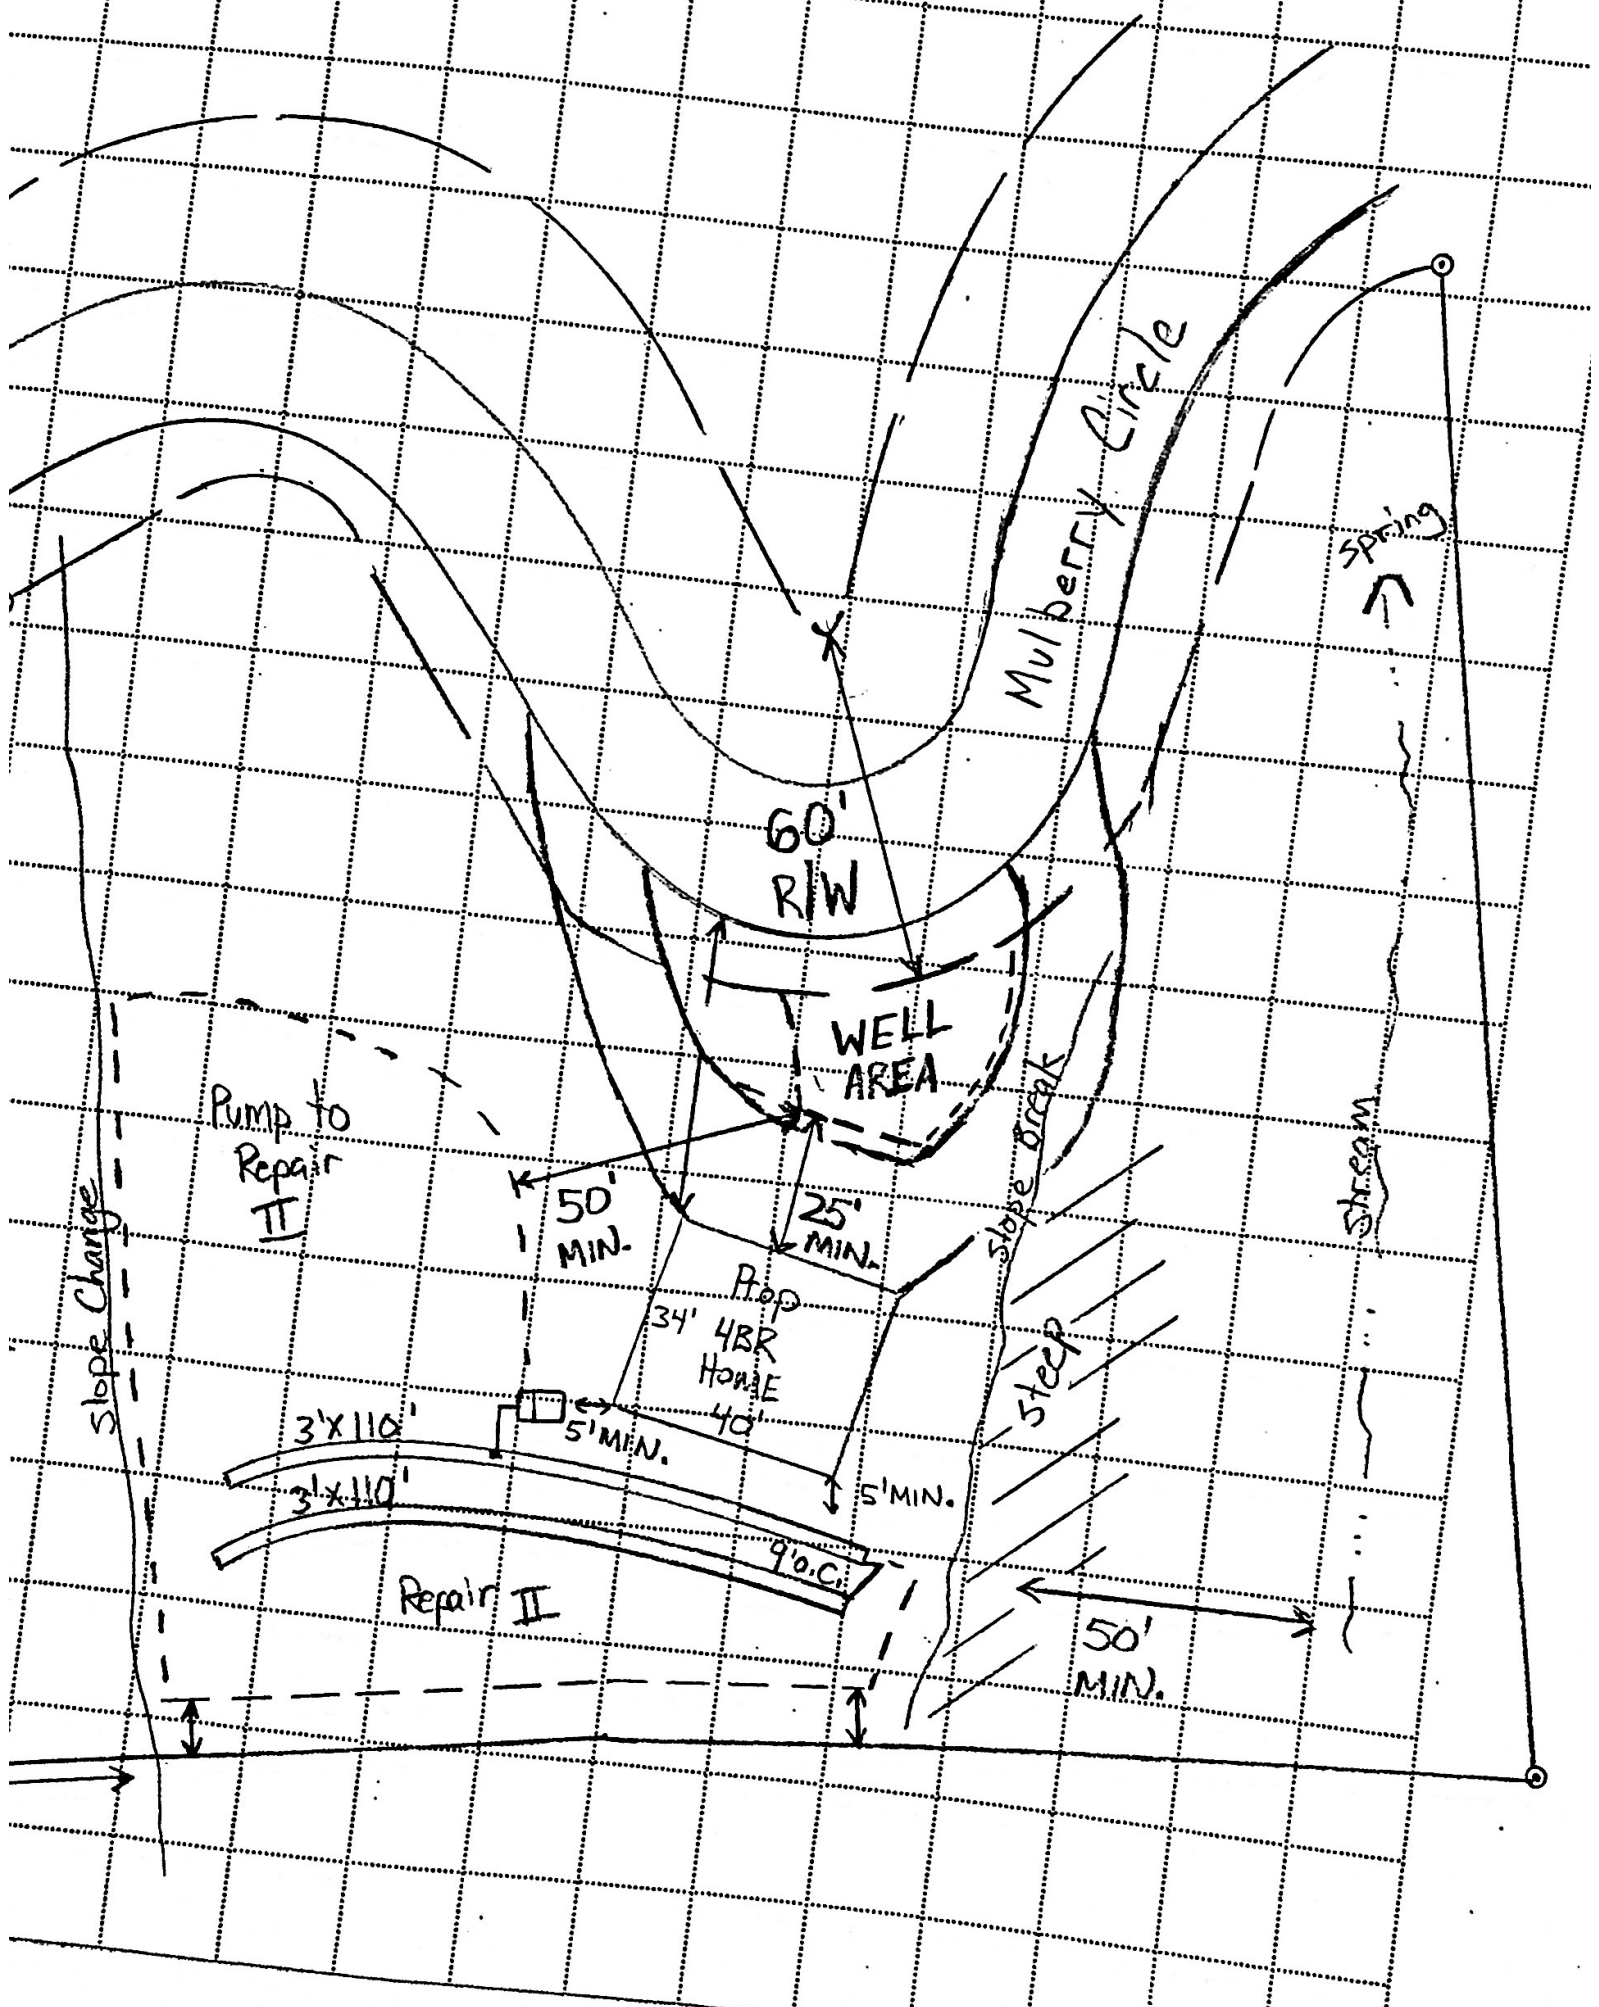 Mulberry Circle
spring
60'
R/W
WELL
AREA
Slope Break
Stream
Pump to
Repair
II
50'
MIN.
25'
MIN.
Slope Change
Prop
34' 4BR
HomE
40'
Steep
5'MIN.
3'X110'
3'X110'
5'MIN.
9'o.c.
Repair II
50'
MIN.